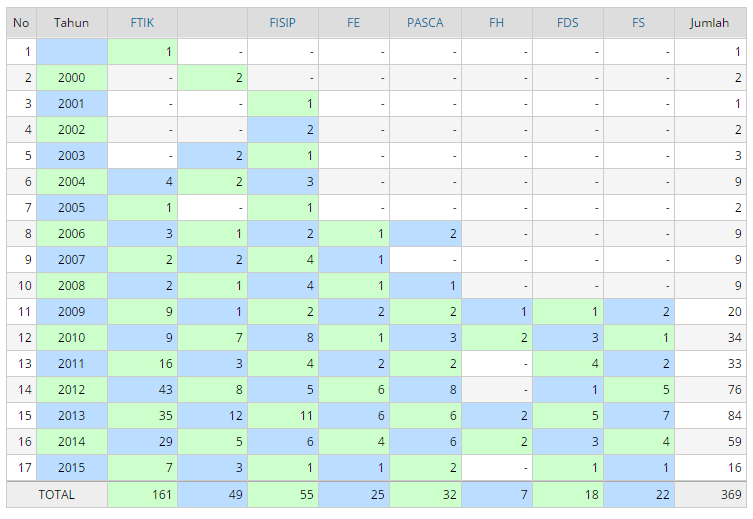 No Tahun FTIK FISIP FE PASCA FH FDS FS Jumlah
1 1 - - - - - - - 1
2 2000 - 2 - - - - - - 2
3 2001 - - 1 - - - - - 1
4 2002 - - 2 - - - - - 2
5 2003 - 2 1 - - - - - 3
6 2004 4 2 3 - - - - - 9
7 2005 1 - 1 - - - - - 2
8 2006 3 1 2 1 2 - - - 9
9 2007 2 2 4 1 - - - - 9
10 2008 2 1 4 1 1 - - - 9
11 2009 9 1 2 2 2 1 1 2 20
12 2010 9 7 8 1 3 2 3 1 34
13 2011 16 3 4 2 2 - 4 2 33
14 2012 43 8 5 6 8 - 1 5 76
15 2013 35 12 11 6 6 2 5 7 84
16 2014 29 5 6 4 6 2 3 4 59
17 2015 7 3 1 1 2 - 1 1 16
TOTAL 161 49 55 25 32 7 18 22 369